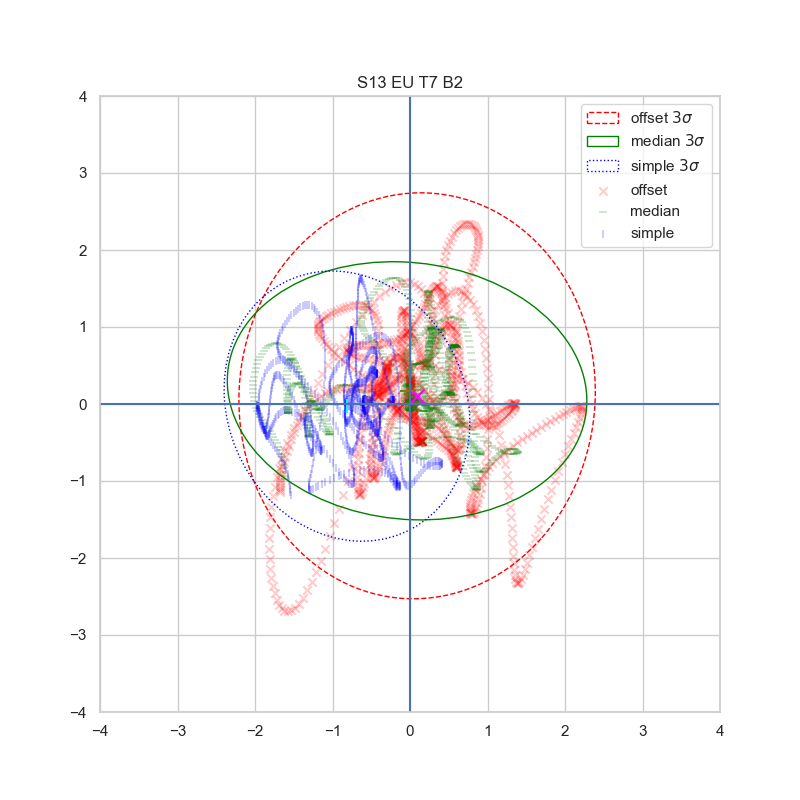 S13 EU T7 B2
offset 3σ
median 3σ
simple 3σ
offset
median
simple
4
3
2
1
0
−1
−2
−3
−4
−4 −3 −2 −1 0 1 2 3 4